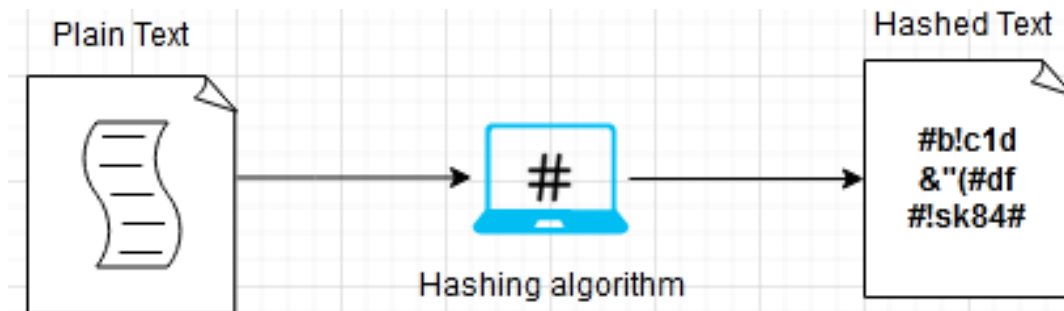 Plain Text
Hashed Text
#
#b!c1d
&"(#df
#!sk84#
Hashing algorithm